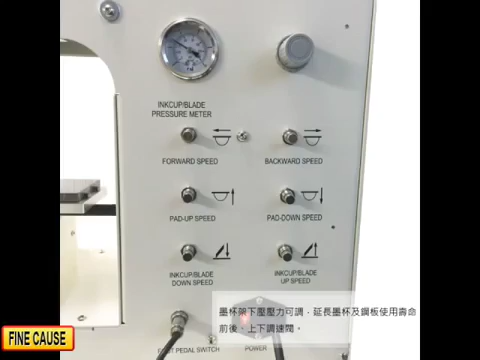 INKCUP/BLADE
PRESSURE METER
FORWARD SPEED
BACKWARD SPEED
PAD-UP SPEED
PAD-DOWN SPEED
INKCUP/BLADE
DOWN SPEED
INKCUP/BLADE
UP SPEED
墨杯架下壓壓力可調，延長墨杯及鋼板使用壽命
前後、上下調速閥。
PEDAL SWITCH
POWER
FINE CAUSE